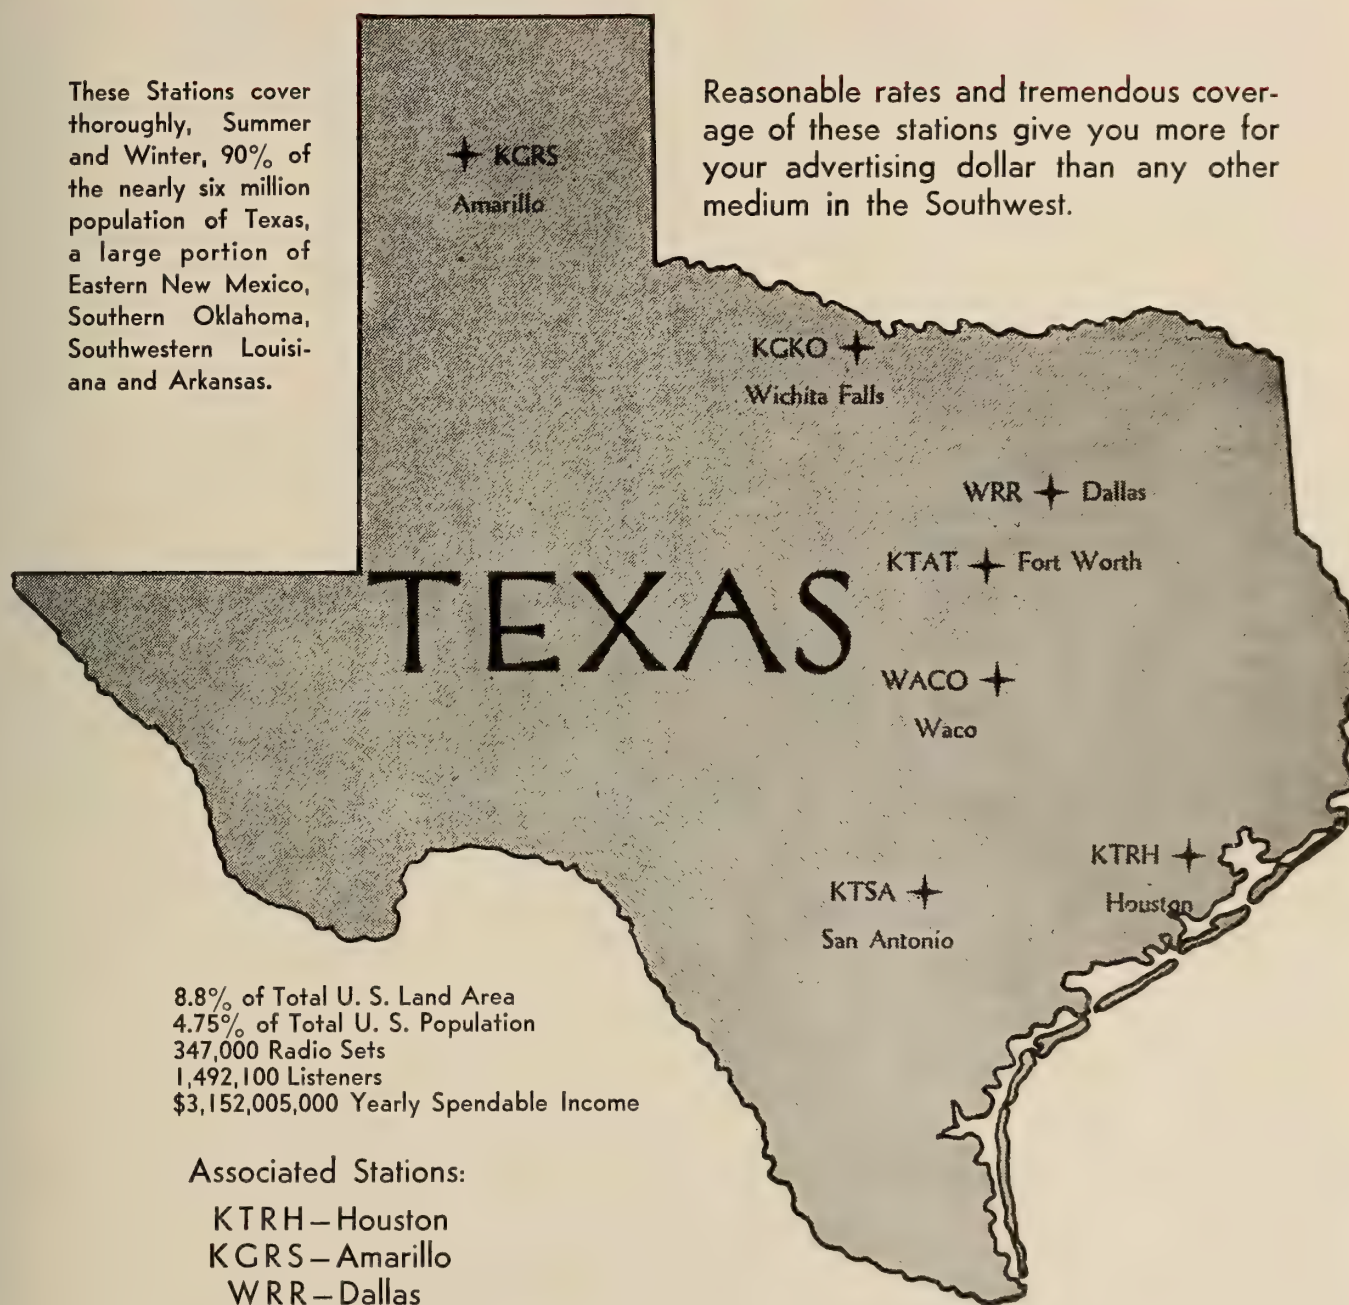 These Stations cover
thoroughly, Summer
and Winter, 90% of
the nearly six million
population of Texas,
a large portion of
Eastern New Mexico,
Southern Oklahoma,
Southwestern Louisi-
ana and Arkansas.
Reasonable rates and tremendous cover-
age of these stations give you more for
your advertising dollar than any other
medium in the Southwest.
KGRS
Amarillo
KGKO
Wichita Falls
WRR Dallas
KTAT Fort Worth
TEXAS
WACO
Waco
KTRH
Houston
KTSA
San Antonio
8.8% of Total U. S. Land Area
4.75% of Total U. S. Population
347,000 Radio Sets
1,492,100 Listeners
$3,152,005,000 Yearly Spendable Income
Associated Stations:
KTRH—Houston
KGRS—Amarillo
WRR—Dallas